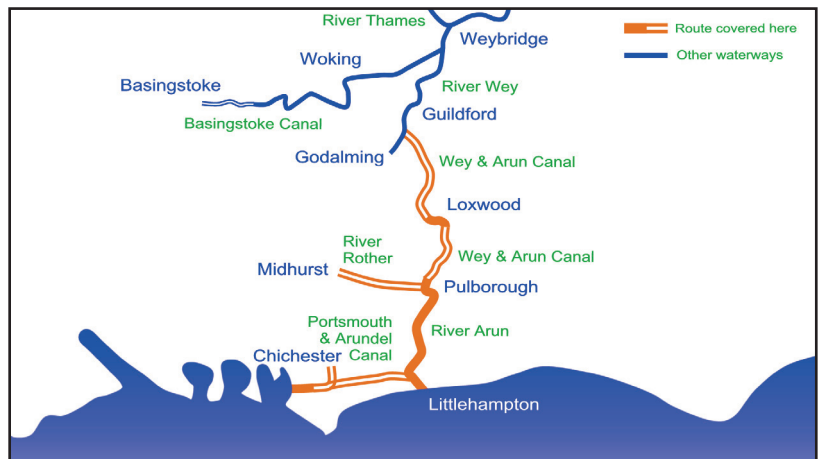 River Thames
Weybridge
Route covered here
Other waterways
Woking
Basingstoke
River Wey
Basingstoke Canal
Guildford
Godalming
Wey & Arun Canal
Loxwood
River
Rother
Wey & Arun Canal
Midhurst
Pulborough
Portsmouth
& Arundel
Canal
River Arun
Chichester
Littlehampton